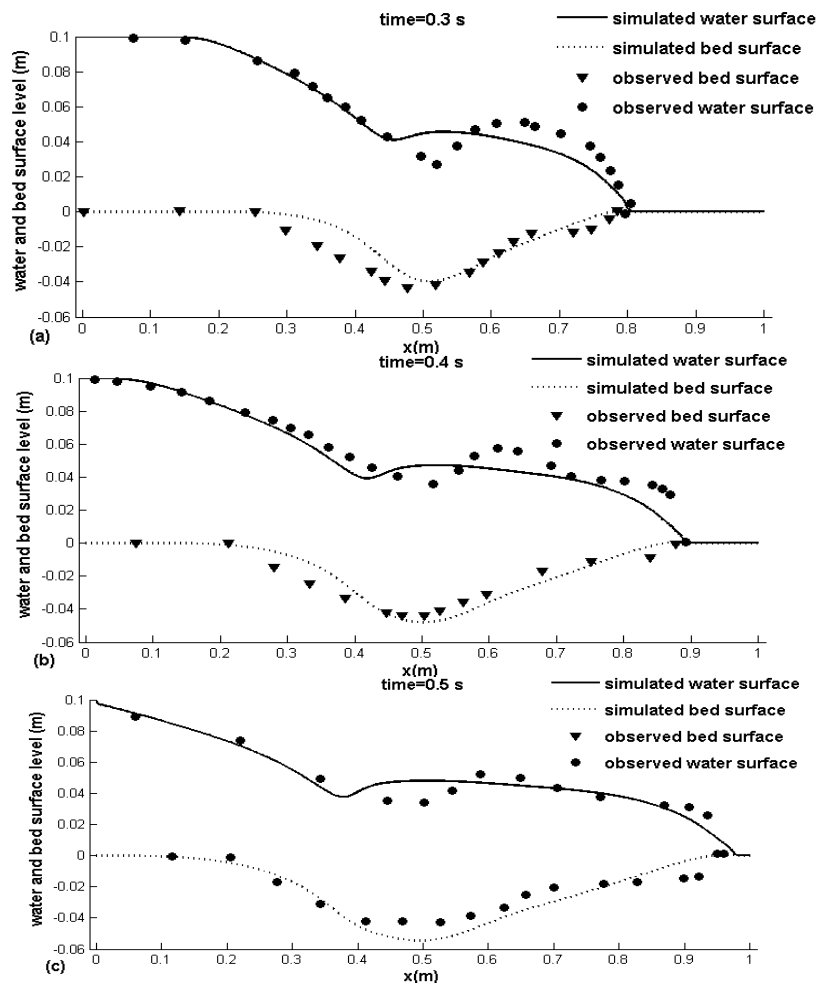 time=0.3 s
simulated water surface
simulated bed surface
observed bed surface
observed water surface
water and bed surface level (m)
0.1
0.08
0.06
0.04
0.02
0
-0.02
-0.04
-0.06
0 0.1 0.2 0.3 0.4 0.5 0.6 0.7 0.8 0.9 1
x(m)
(a)
time=0.4 s
simulated water surface
simulated bed surface
observed bed surface
observed water surface
water and bed surface level (m)
0.1
0.08
0.06
0.04
0.02
0
-0.02
-0.04
-0.06
0 0.1 0.2 0.3 0.4 0.5 0.6 0.7 0.8 0.9 1
x(m)
(b)
time=0.5 s
simulated water surface
simulated bed surface
observed bed surface
observed water surface
water and bed surface level (m)
0.1
0.08
0.06
0.04
0.02
0
-0.02
-0.04
-0.06
0 0.1 0.2 0.3 0.4 0.5 0.6 0.7 0.8 0.9 1
x(m)
(c)